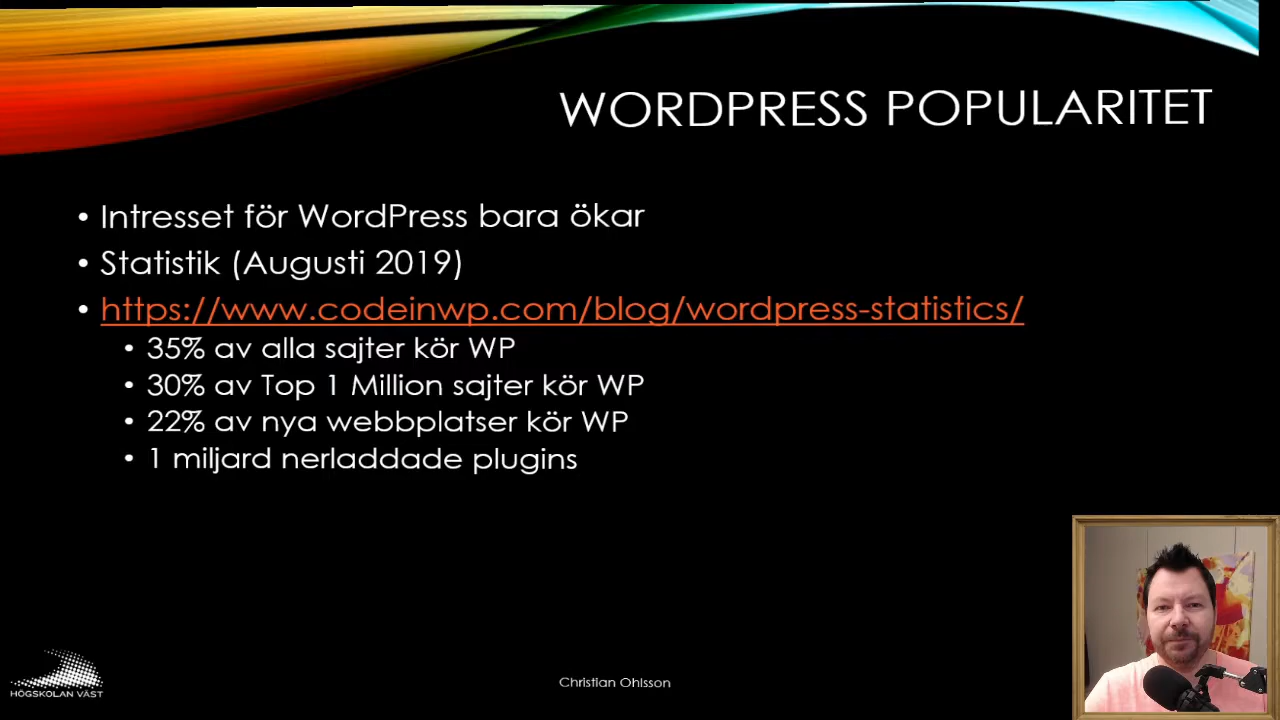 WORDPRESS POPULARITET
• Intresset för WordPress bara ökar
• Statistik (Augusti 2019)
• https://www.codeinwp.com/blog/wordpress-statistics/
• 35% av alla sajter kör WP
• 30% av Top 1 Million sajter kör WP
• 22% av nya webbplatser kör WP
• 1 miljard nerladdade plugins
HÖGSKOLAN VÄST
Christian Ohlsson